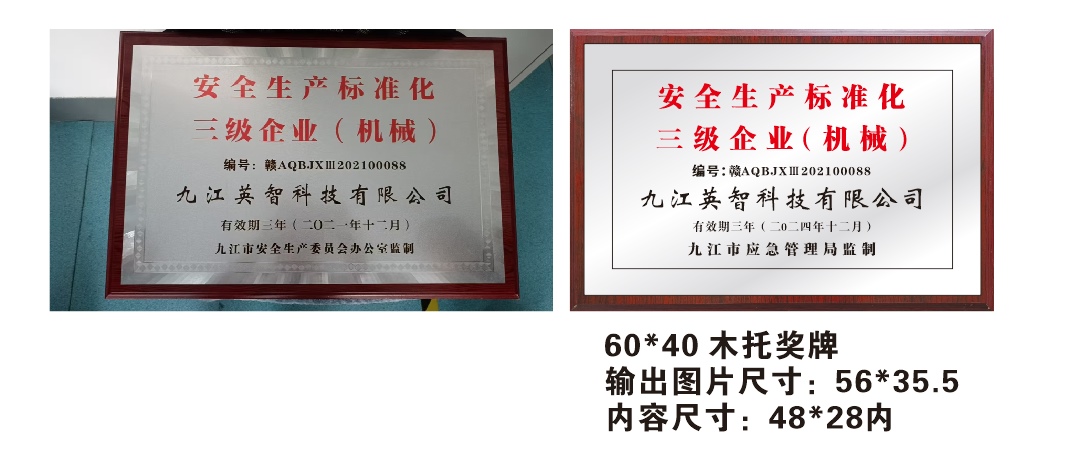 安全生产标准化
三级企业（机械）
编号：赣AQBJXⅢ202100088
九江英智科技有限公司
有效期三年（二O二一年十二月）
九江市安全生产委员会办公室监制
安全生产标准化
三级企业（机械）
编号：赣AQBJXⅢ202100088
九江英智科技有限公司
有效期三年（二0二四年十二月）
九江市应急管理局监制
60*40 木托奖牌
输出图片尺寸：56*35.5
内容尺寸：48*28内